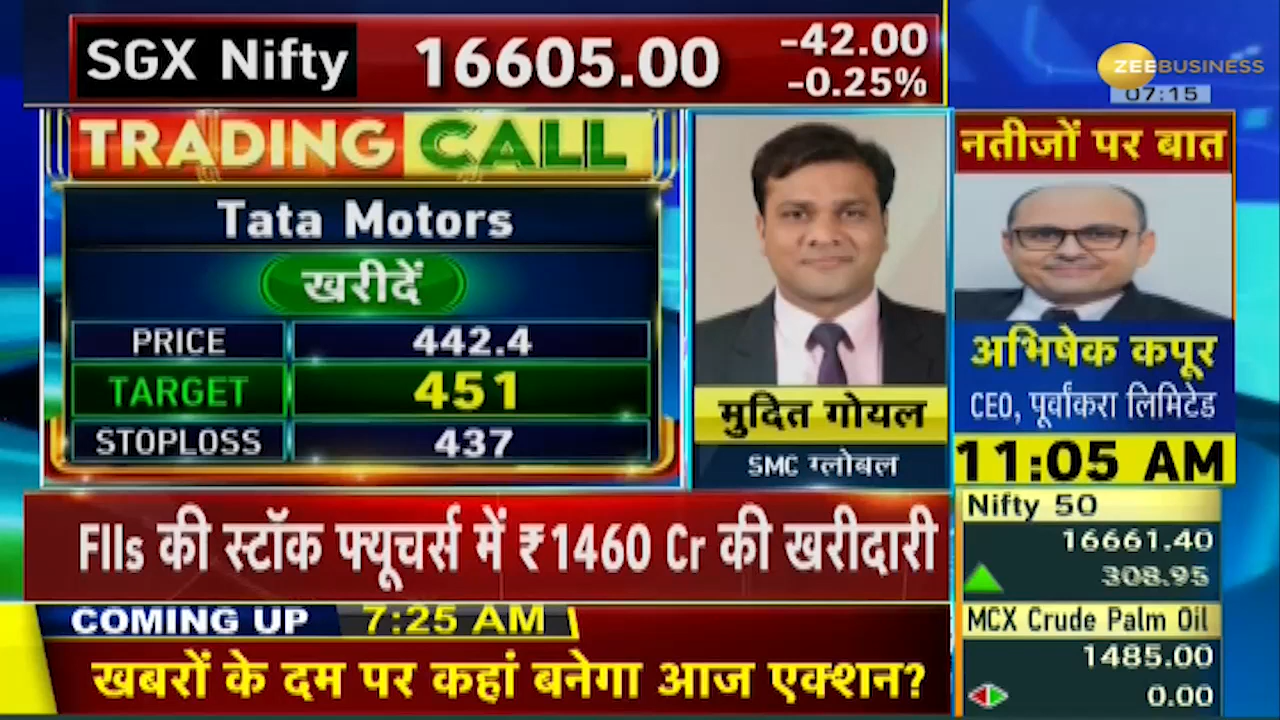 SGX Nifty 16605.00 -42.00
-0.25%
ZEEBUSINESS
07:15
TRADING CALL
Tata Motors
खरीदें
PRICE 442.4
TARGET 451
STOPLOSS 437
मुदित गोयल
SMC ग्लोबल
नतीजों पर बात
अभिषेक कपूर
CEO, पूर्वांकरा लिमिटेड
11:05 AM
Nifty 50
16661.40
308.95
MCX Crude Palm Oil
1485.00
0.00
FIIs की स्टॉक फ्यूचर्स में ₹1460 Cr की खरीदारी
COMING UP 7:25 AM
खबरों के दम पर कहां बनेगा आज एक्शन?